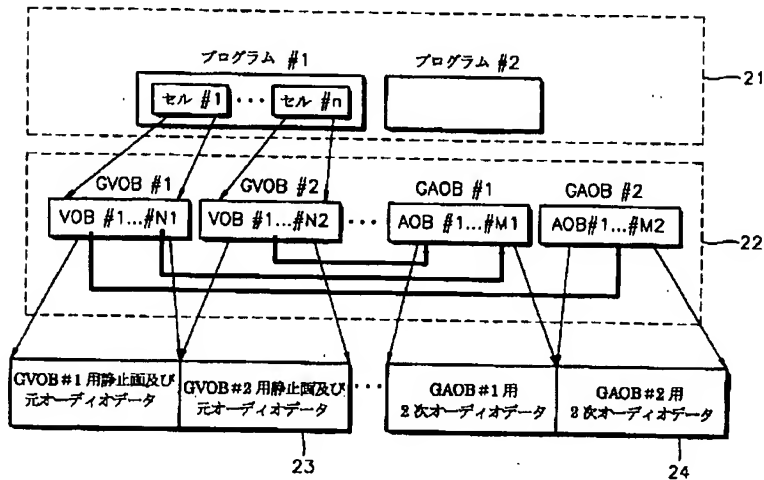 プログラム #1
プログラム #2
セル #1 ··· セル #n
21
GVOB #1
GVOB #2
GAOB #1
GAOB #2
VOB #1...#N1
VOB #1...#N2
···
AOB #1...#M1
AOB#1...#M2
22
GVOB#1用静止画及び
元オーディオデータ
GVOB#2用静止画及び
元オーディオデータ
···
GAOB#1用
2次オーディオデータ
GAOB#2用
2次オーディオデータ
23
24